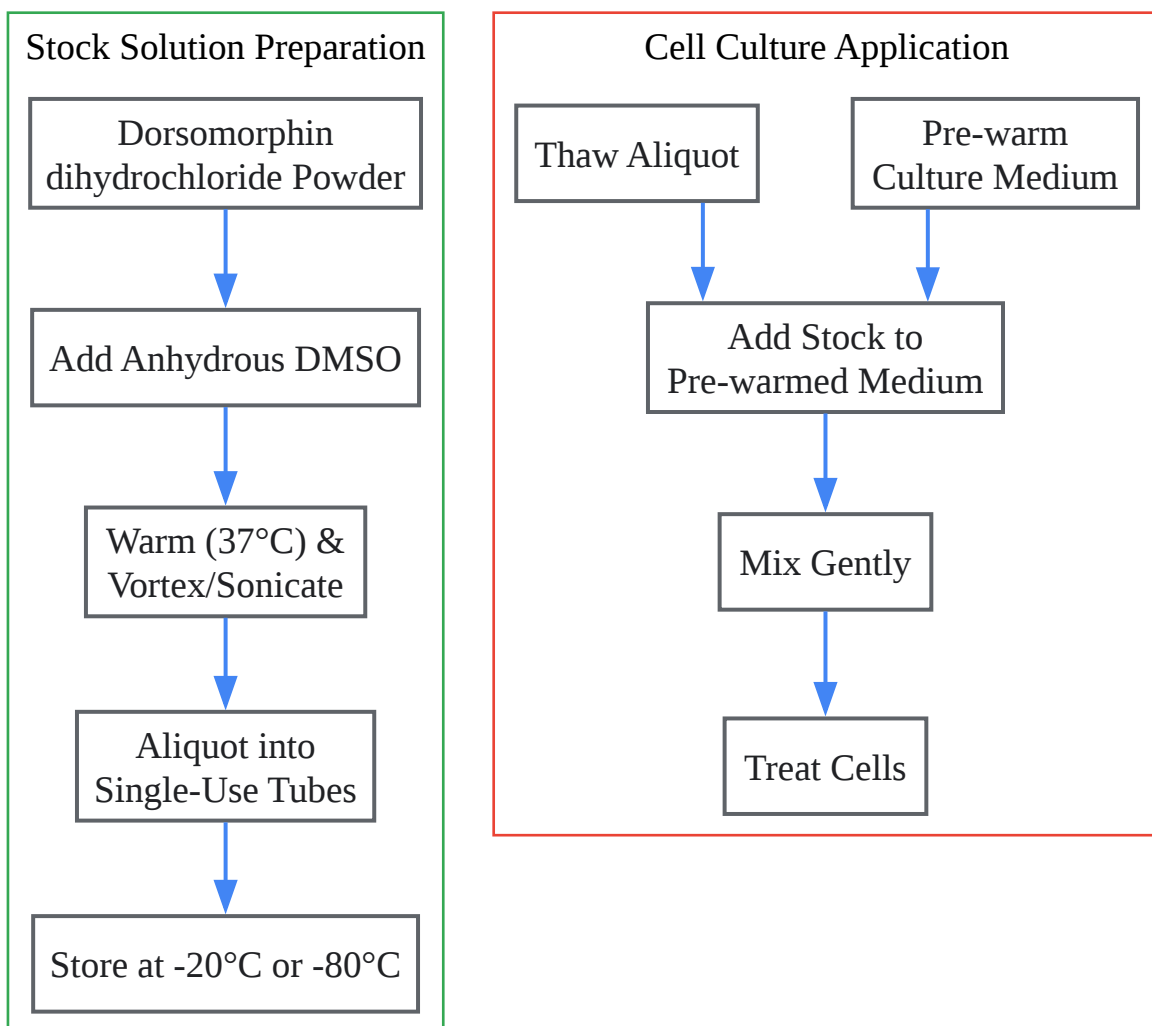 Stock Solution Preparation
Dorsomorphin
dihydrochloride Powder
Add Anhydrous DMSO
Warm (37°C) &
Vortex/Sonicate
Aliquot into
Single-Use Tubes
Store at -20°C or -80°C
Cell Culture Application
Thaw Aliquot
Pre-warm
Culture Medium
Add Stock to
Pre-warmed Medium
Mix Gently
Treat Cells